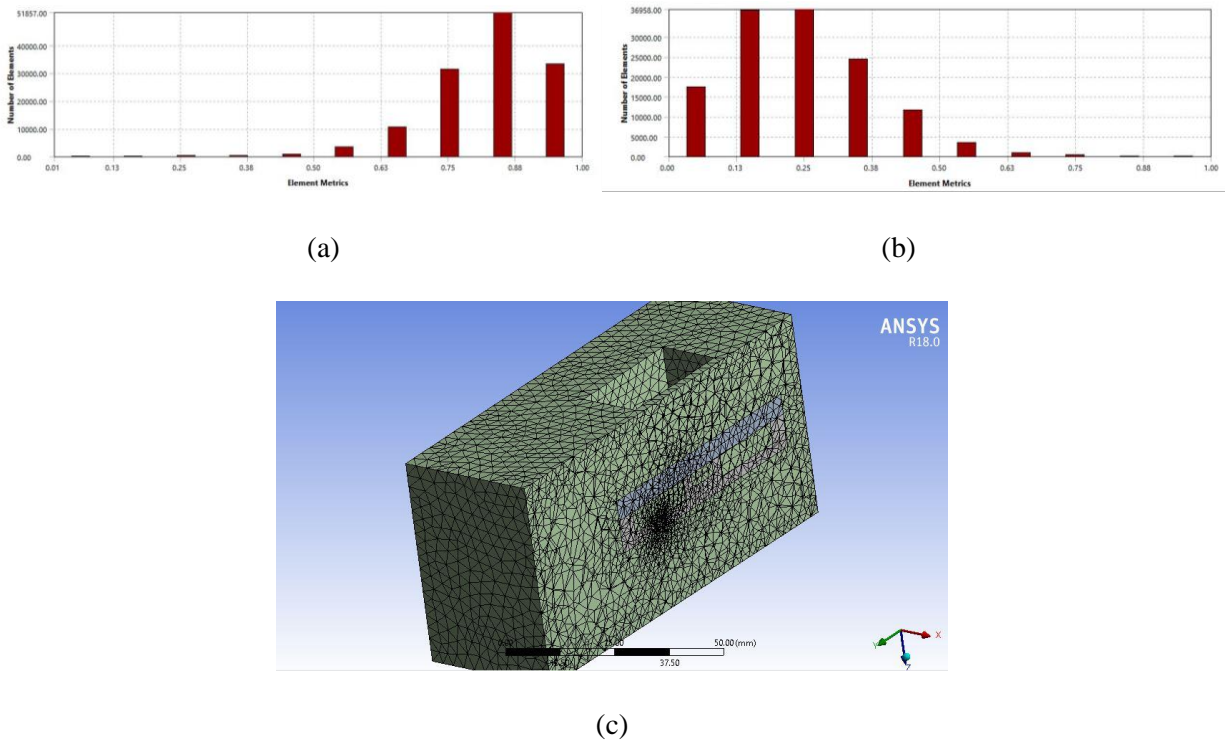 51857.00
40000.00
30000.00
20000.00
10000.00
0.00
Number of Elements
0.01 0.13 0.25 0.38 0.50 0.63 0.75 0.88 1.00
Element Metrics
36958.00
30000.00
25000.00
20000.00
15000.00
10000.00
5000.00
0.00
Number of Elements
0.00 0.13 0.25 0.38 0.50 0.63 0.75 0.88 1.00
Element Metrics
(a)
(b)
ANSYS
R18.0
50.00 (mm)
37.50
X
Y
Z
(c)